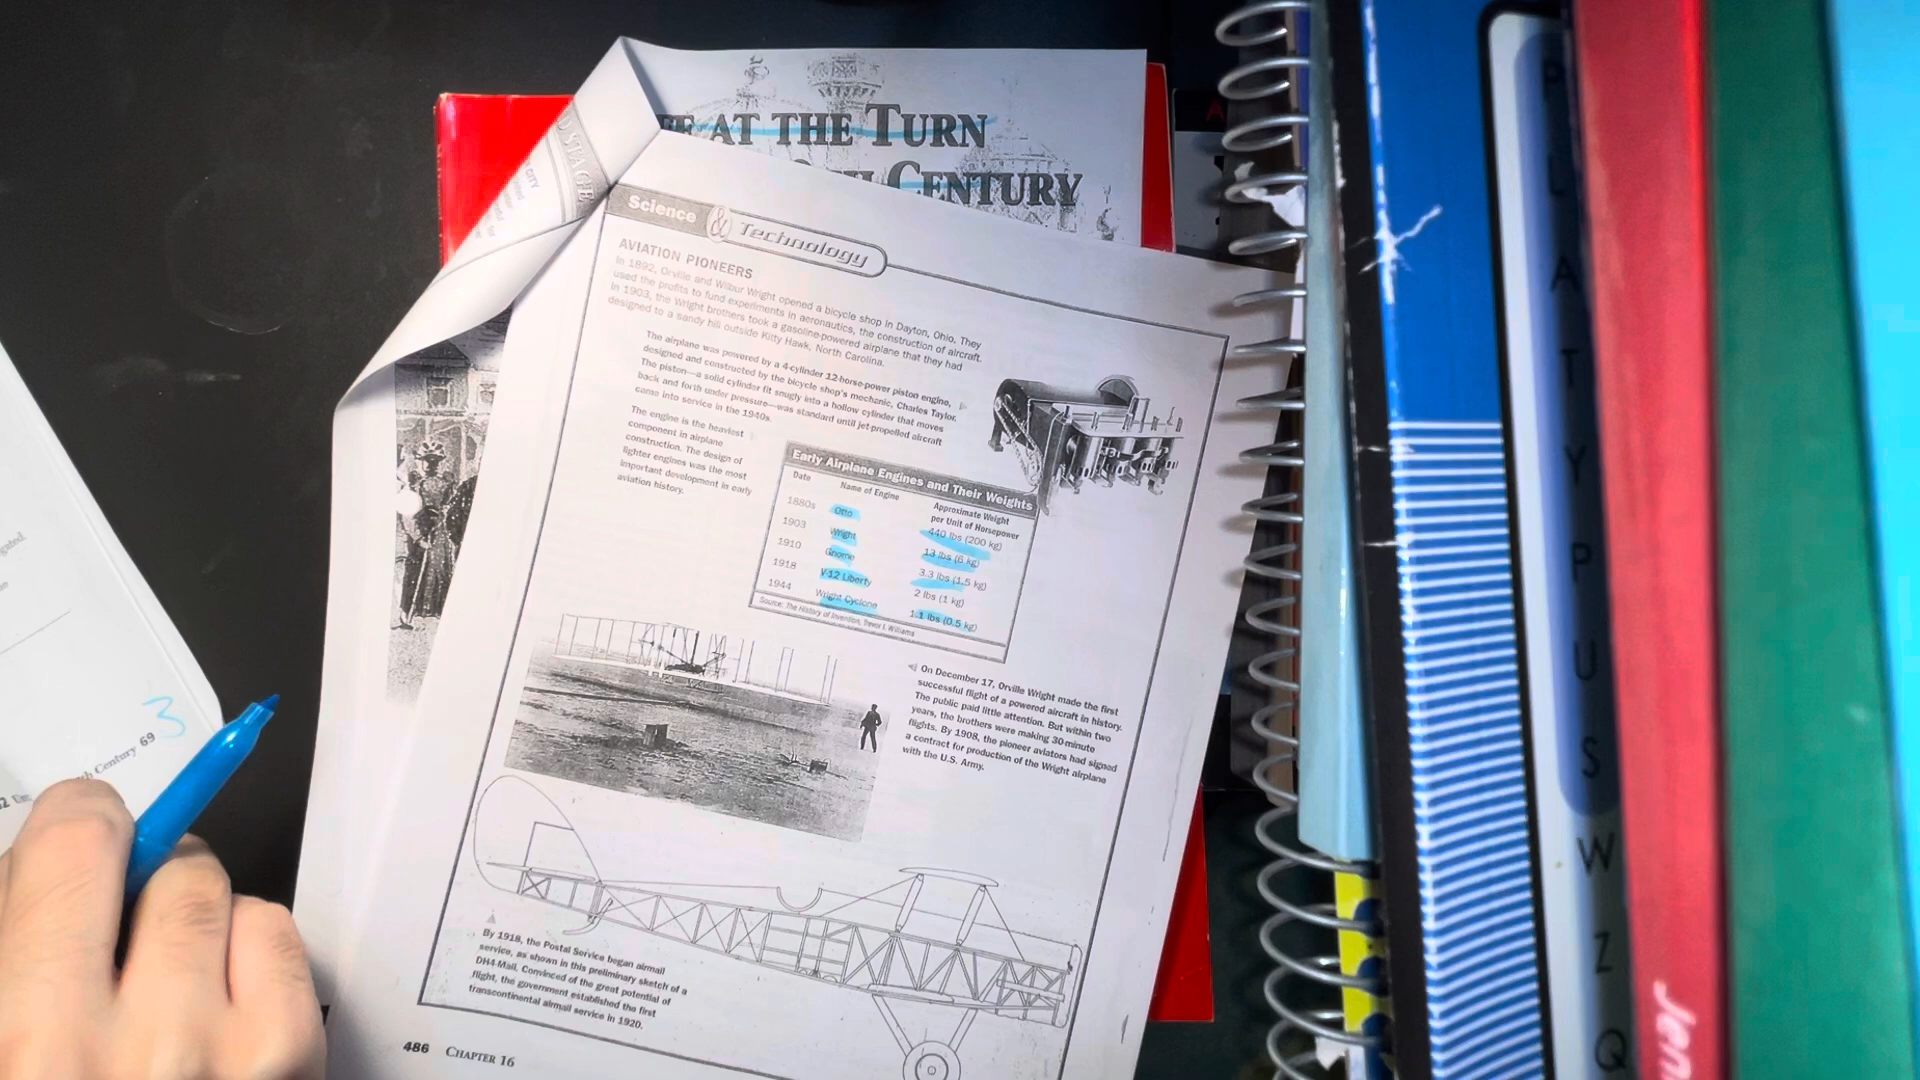 AT THE TURN
CENTURY
D STAGE
CITY
Science & Technology
AVIATION PIONEERS
In 1892, Orville and Wilbur Wright opened a bicycle shop in Dayton, Ohio. They
used the profits to fund experiments in aeronautics, the construction of aircraft.
In 1903, the Wright brothers took a gasoline-powered airplane that they had
designed to a sandy hill outside Kitty Hawk, North Carolina.
The airplane was powered by a 4-cylinder 12-horse-power piston engine,
designed and constructed by the bicycle shop's mechanic, Charles Taylor.
The piston—a solid cylinder fit snugly into a hollow cylinder that moves
back and forth under pressure—was standard until jet-propelled aircraft
came into service in the 1940s.
The engine is the heaviest
component in airplane
construction. The design of
lighter engines was the most
important development in early
aviation history.
Early Airplane Engines and Their Weights
Date Name of Engine Approximate Weight
per Unit of Horsepower
1880s Otto 440 lbs (200 kg)
1903 Wright 13 lbs (6 kg)
1910 Gnome 3.3 lbs (1.5 kg)
1918 V-12 Liberty 2 lbs (1 kg)
1944 Wright Cyclone 1.1 lbs (0.5 kg)
Source: The History of Invention, Trevor I. Williams
On December 17, Orville Wright made the first
successful flight of a powered aircraft in history.
The public paid little attention. But within two
years, the brothers were making 30-minute
flights. By 1908, the pioneer aviators had signed
a contract for production of the Wright airplane
with the U.S. Army.
By 1918, the Postal Service began airmail
service, as shown in this preliminary sketch of a
DH-4 Mail. Convinced of the great potential of
flight, the government established the first
transcontinental airmail service in 1920.
486 CHAPTER 16
3
Century 69
PLATYPUS
W
Z
Q
Jen